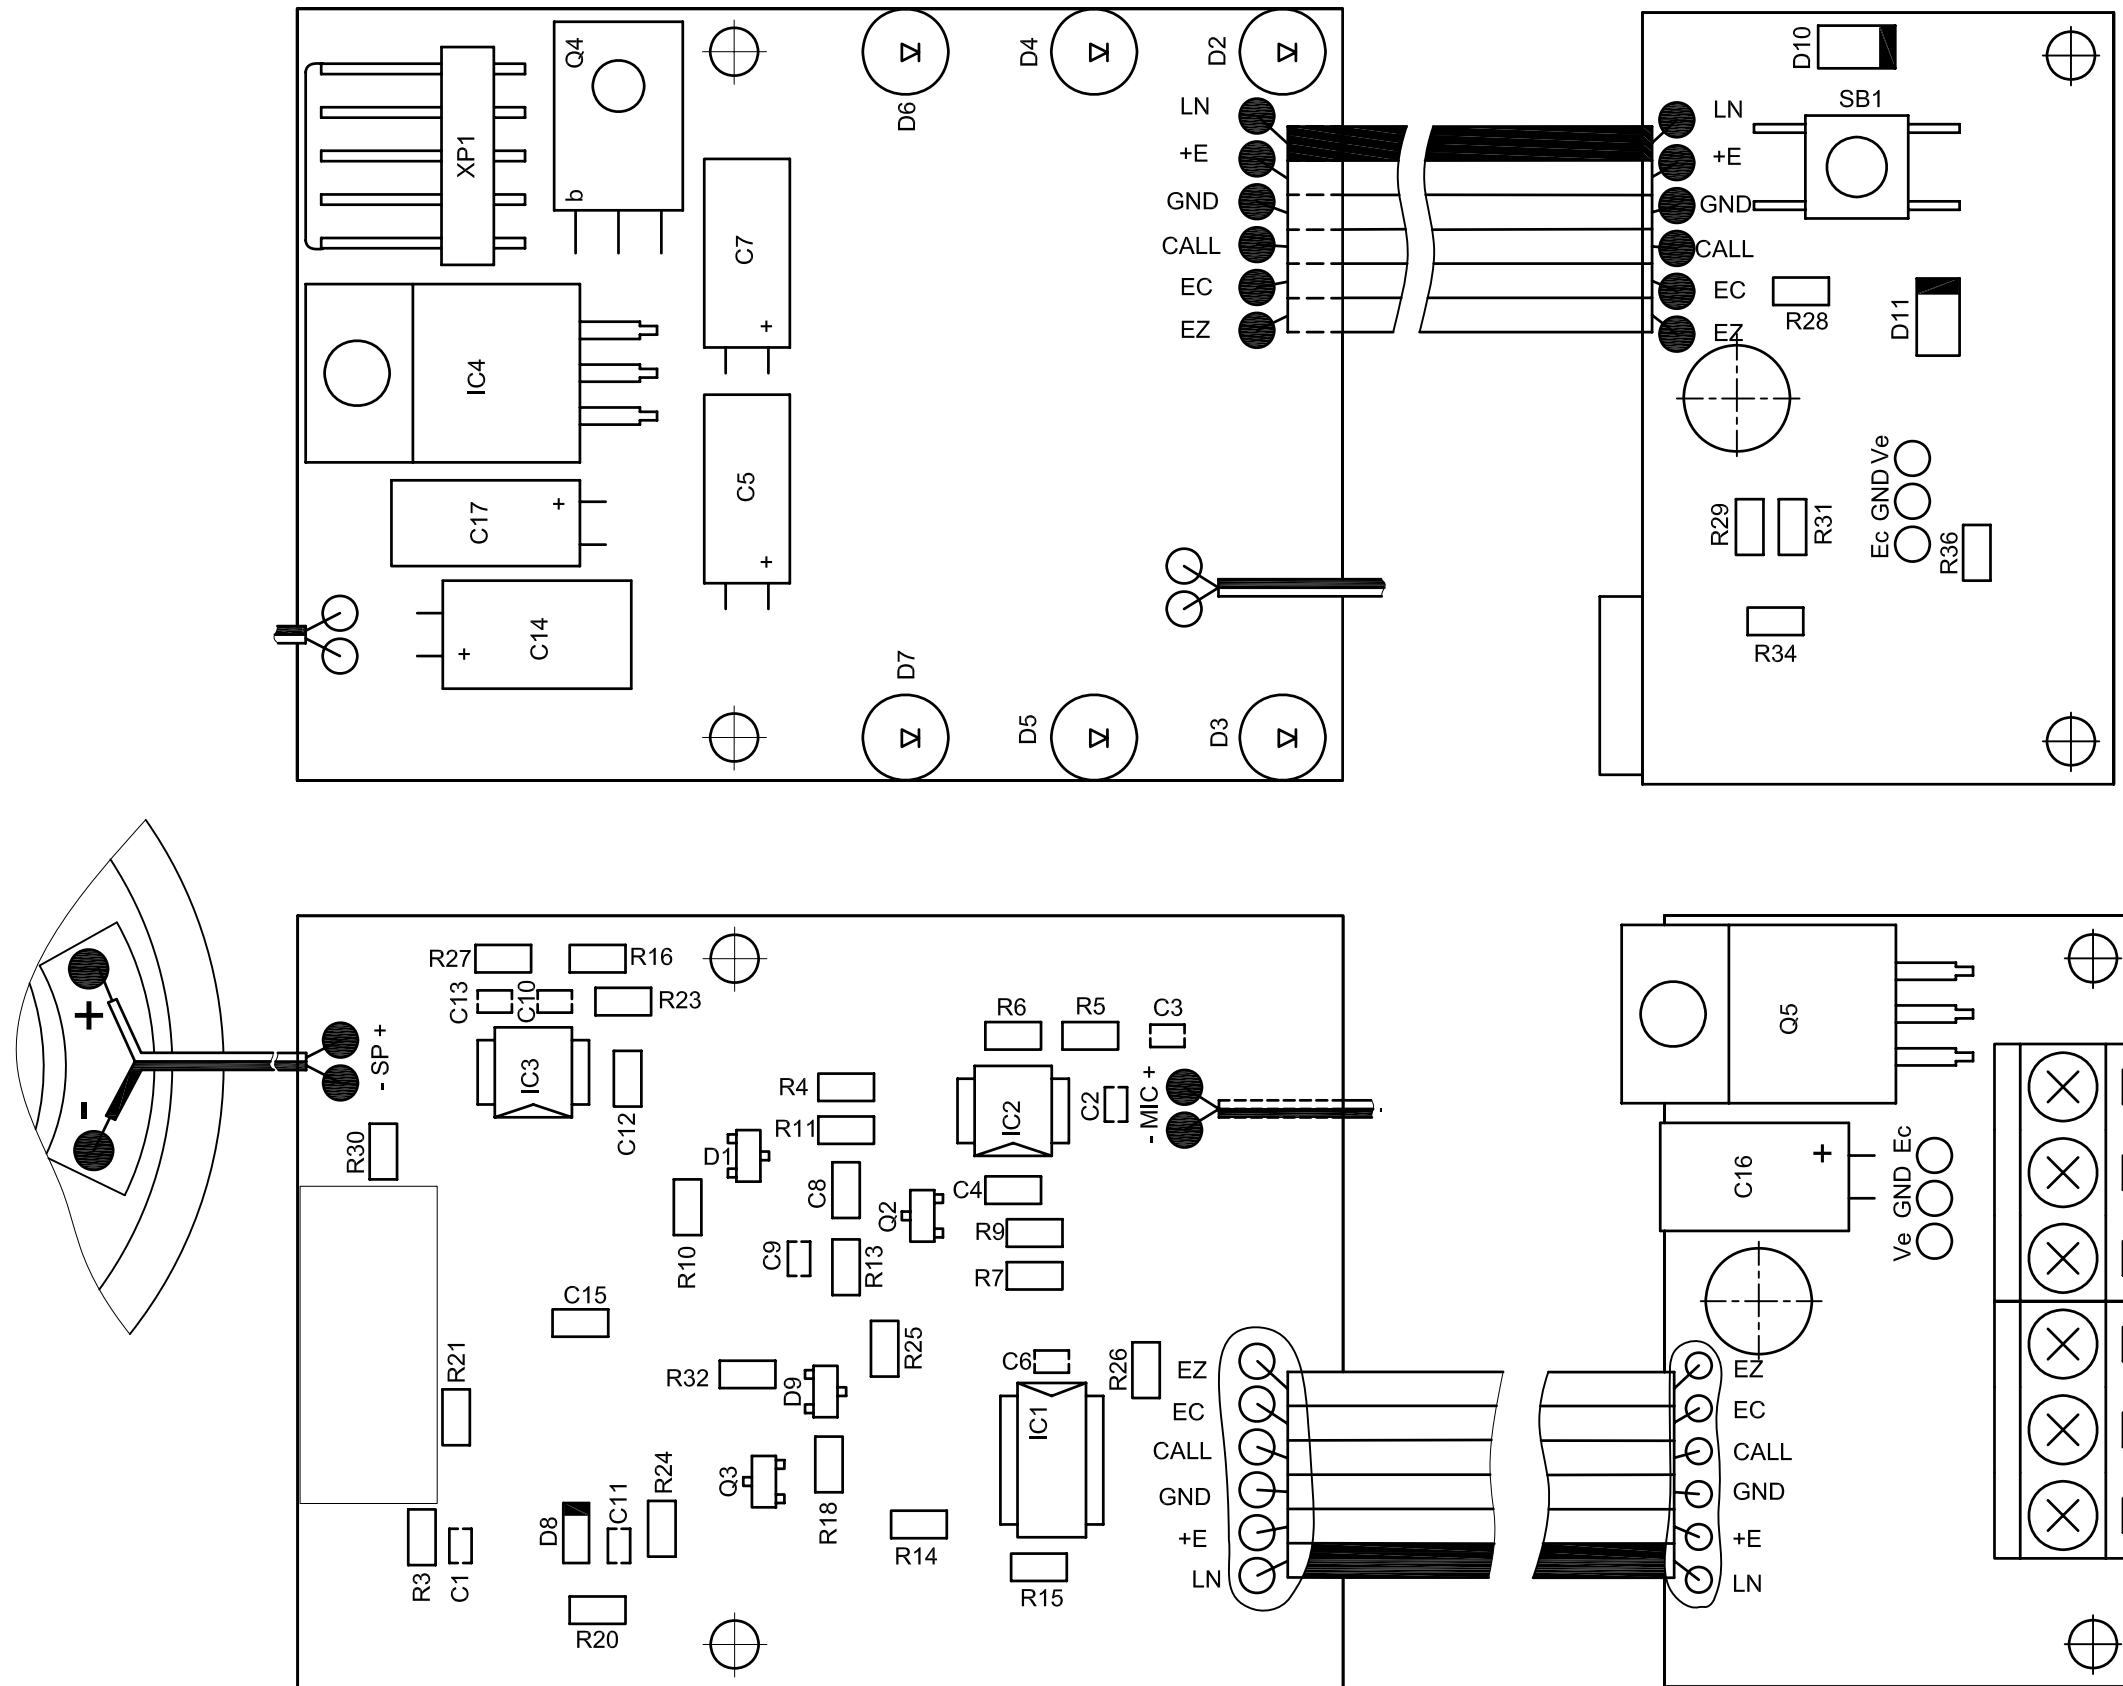 Q4
b
XP1
D6
D4
D2
C7
+
IC4
C5
+
C17
+
C14
+
D7
D5
D3
LN
+E
GND
CALL
EC
EZ
LN
+E
GND
CALL
EC
EZ
D10
SB1
R28
D11
Ec GND Ve
R29
R31
R36
R34
+
-
- SP +
R27
R16
C13
C10
R23
IC3
C12
R30
R6
R5
C3
R4
R11
IC2
C2
- MIC +
D1
C8
Q2
C4
R10
C9
R13
R9
R7
C15
R21
R32
D9
R25
C6
R26
IC1
R24
Q3
R18
D8
C11
R3
C1
R14
R15
R20
EZ
EC
CALL
GND
+E
LN
EZ
EC
CALL
GND
+E
LN
Q5
C16
+
Ve GND Ec